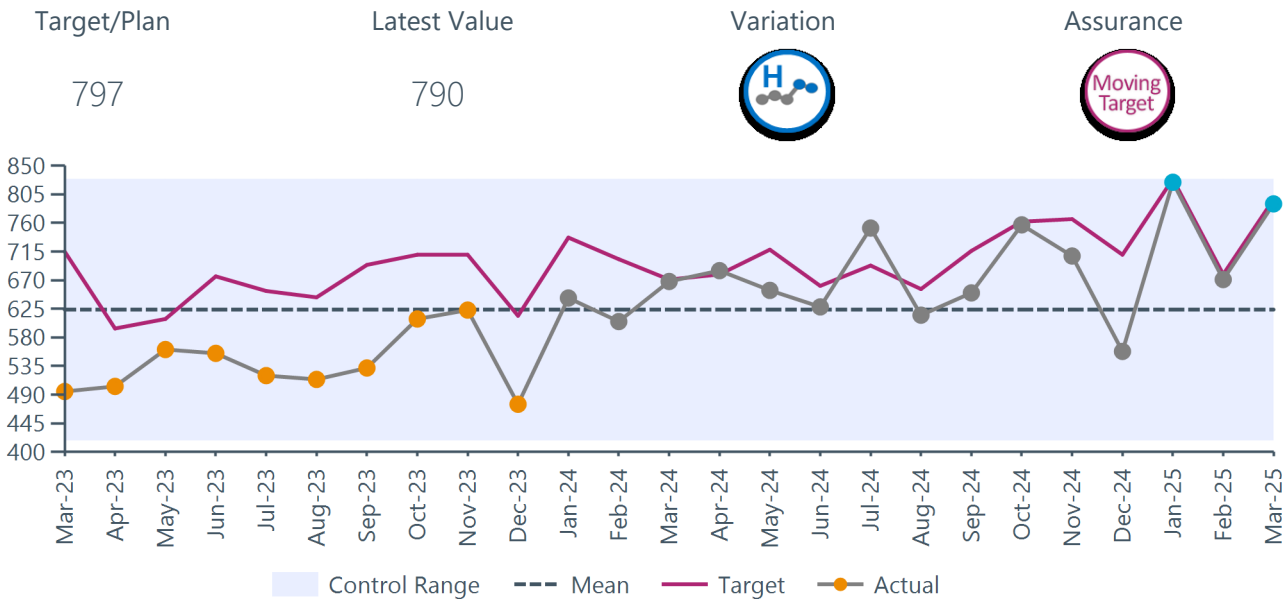 Target/Plan Latest Value Variation Assurance
797 790 H Moving
Target
850
805
760
715
670
625
580
535
490
445
400
Mar-23 Apr-23 May-23 Jun-23 Jul-23 Aug-23 Sep-23 Oct-23 Nov-23 Dec-23 Jan-24 Feb-24 Mar-24 Apr-24 May-24 Jun-24 Jul-24 Aug-24 Sep-24 Oct-24 Nov-24 Dec-24 Jan-25 Feb-25 Mar-25
Control Range Mean Target Actual